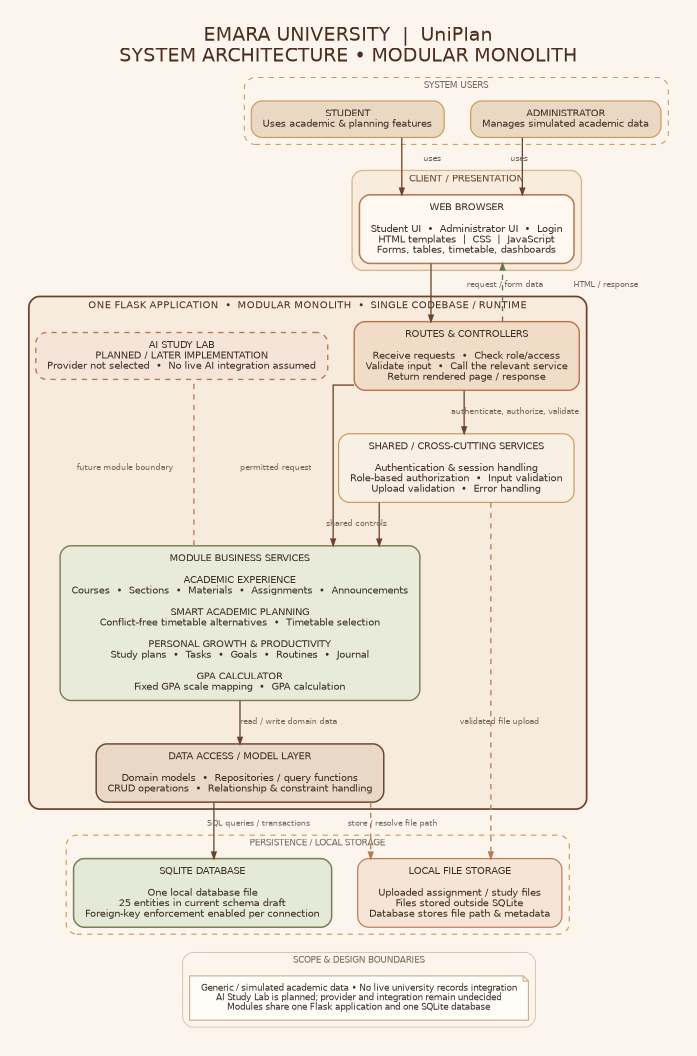 EMARA UNIVERSITY | UniPlan
SYSTEM ARCHITECTURE • MODULAR MONOLITH
SYSTEM USERS
STUDENT
Uses academic & planning features
ADMINISTRATOR
Manages simulated academic data
uses
uses
CLIENT / PRESENTATION
WEB BROWSER
Student UI • Administrator UI • Login
HTML templates | CSS | JavaScript
Forms, tables, timetable, dashboards
request / form data
HTML / response
ONE FLASK APPLICATION • MODULAR MONOLITH • SINGLE CODEBASE / RUNTIME
AI STUDY LAB
PLANNED / LATER IMPLEMENTATION
Provider not selected • No live AI integration assumed
ROUTES & CONTROLLERS
Receive requests • Check role/access
Validate input • Call the relevant service
Return rendered page / response
authenticate, authorize, validate
SHARED / CROSS-CUTTING SERVICES
Authentication & session handling
Role-based authorization • Input validation
Upload validation • Error handling
future module boundary
permitted request
shared controls
MODULE BUSINESS SERVICES
ACADEMIC EXPERIENCE
Courses • Sections • Materials • Assignments • Announcements
SMART ACADEMIC PLANNING
Conflict-free timetable alternatives • Timetable selection
PERSONAL GROWTH & PRODUCTIVITY
Study plans • Tasks • Goals • Routines • Journal
GPA CALCULATOR
Fixed GPA scale mapping • GPA calculation
read / write domain data
validated file upload
DATA ACCESS / MODEL LAYER
Domain models • Repositories / query functions
CRUD operations • Relationship & constraint handling
SQL queries / transactions
store / resolve file path
PERSISTENCE / LOCAL STORAGE
SQLITE DATABASE
One local database file
25 entities in current schema draft
Foreign-key enforcement enabled per connection
LOCAL FILE STORAGE
Uploaded assignment / study files
Files stored outside SQLite
Database stores file path & metadata
SCOPE & DESIGN BOUNDARIES
Generic / simulated academic data • No live university records integration
AI Study Lab is planned; provider and integration remain undecided
Modules share one Flask application and one SQLite database